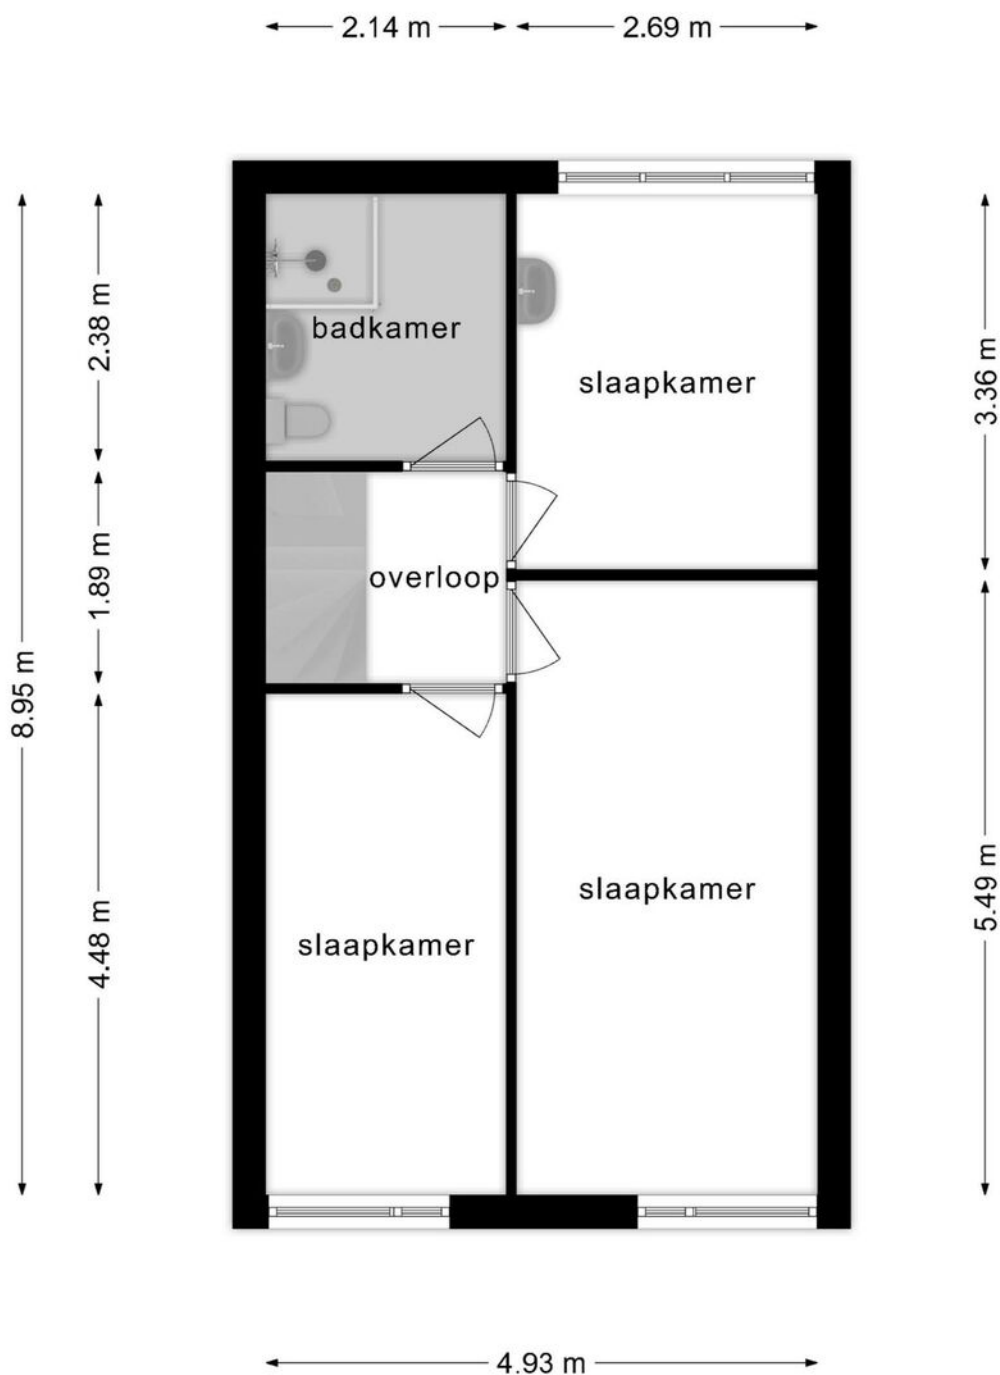 2.14 m
2.69 m
badkamer
slaapkamer
overloop
slaapkamer
slaapkamer
2.38 m
1.89 m
8.95 m
4.48 m
3.36 m
5.49 m
4.93 m